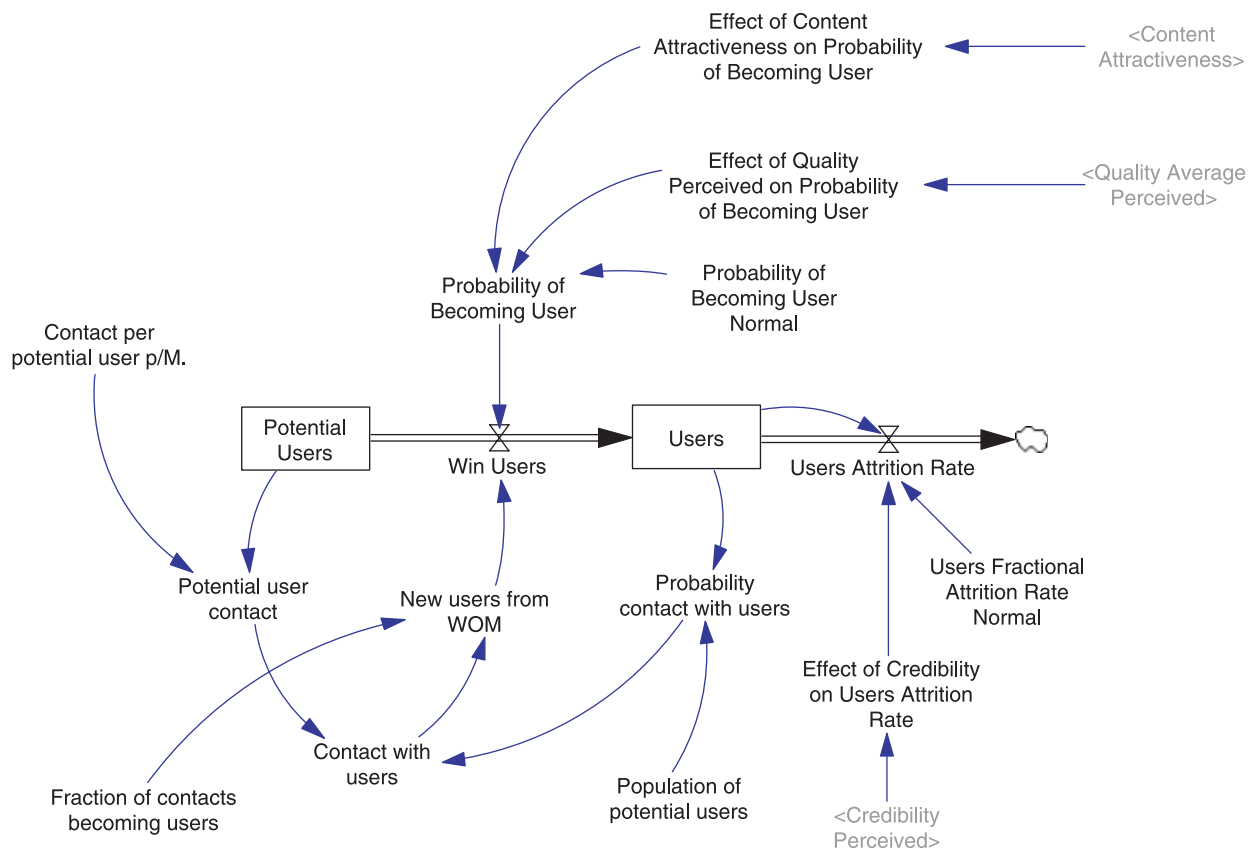 Effect of Content
Attractiveness on Probability
of Becoming User
<Content
Attractiveness>
Effect of Quality
Perceived on Probability
of Becoming User
<Quality Average
Perceived>
Probability of
Becoming User
Probability of
Becoming User
Normal
Contact per
potential user p/M.
Potential
Users
Win Users
Users
Users Attrition Rate
Potential user
contact
New users from
WOM
Probability
contact with users
Users Fractional
Attrition Rate
Normal
Effect of Credibility
on Users Attrition
Rate
Contact with
users
Fraction of contacts
becoming users
Population of
potential users
<Credibility
Perceived>